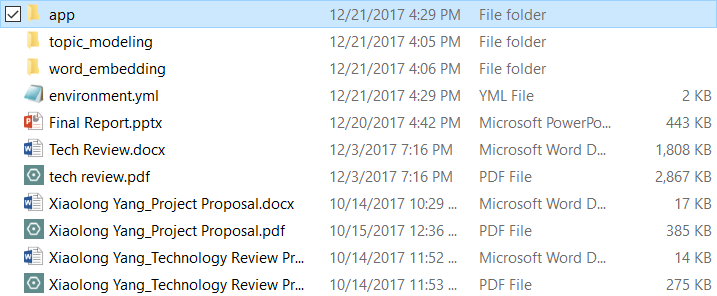 app 12/21/2017 4:29 PM File folder
topic_modeling 12/21/2017 4:05 PM File folder
word_embedding 12/21/2017 4:06 PM File folder
environment.yml 12/21/2017 4:29 PM YML File 2 KB
Final Report.pptx 12/20/2017 4:42 PM Microsoft PowerPo... 443 KB
Tech Review.docx 12/3/2017 7:16 PM Microsoft Word D... 1,808 KB
tech review.pdf 12/3/2017 7:16 PM PDF File 2,867 KB
Xiaolong Yang_Project Proposal.docx 10/14/2017 10:29 ... Microsoft Word D... 17 KB
Xiaolong Yang_Project Proposal.pdf 10/15/2017 12:36 ... PDF File 385 KB
Xiaolong Yang_Technology Review Pr... 10/14/2017 11:52 ... Microsoft Word D... 14 KB
Xiaolong Yang_Technology Review Pr... 10/14/2017 11:53 ... PDF File 275 KB